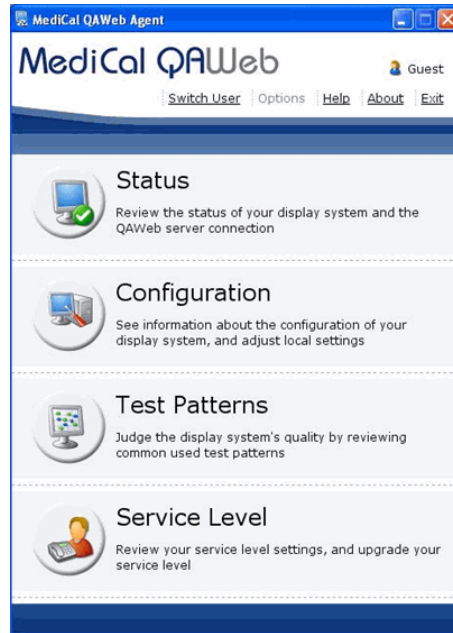 MediCal QAWeb Agent
MediCal QAWeb
Guest
Switch User Options Help About Exit
Status
Review the status of your display system and the
QAWeb server connection
Configuration
See information about the configuration of your
display system, and adjust local settings
Test Patterns
Judge the display system's quality by reviewing
common used test patterns
Service Level
Review your service level settings, and upgrade your
service level